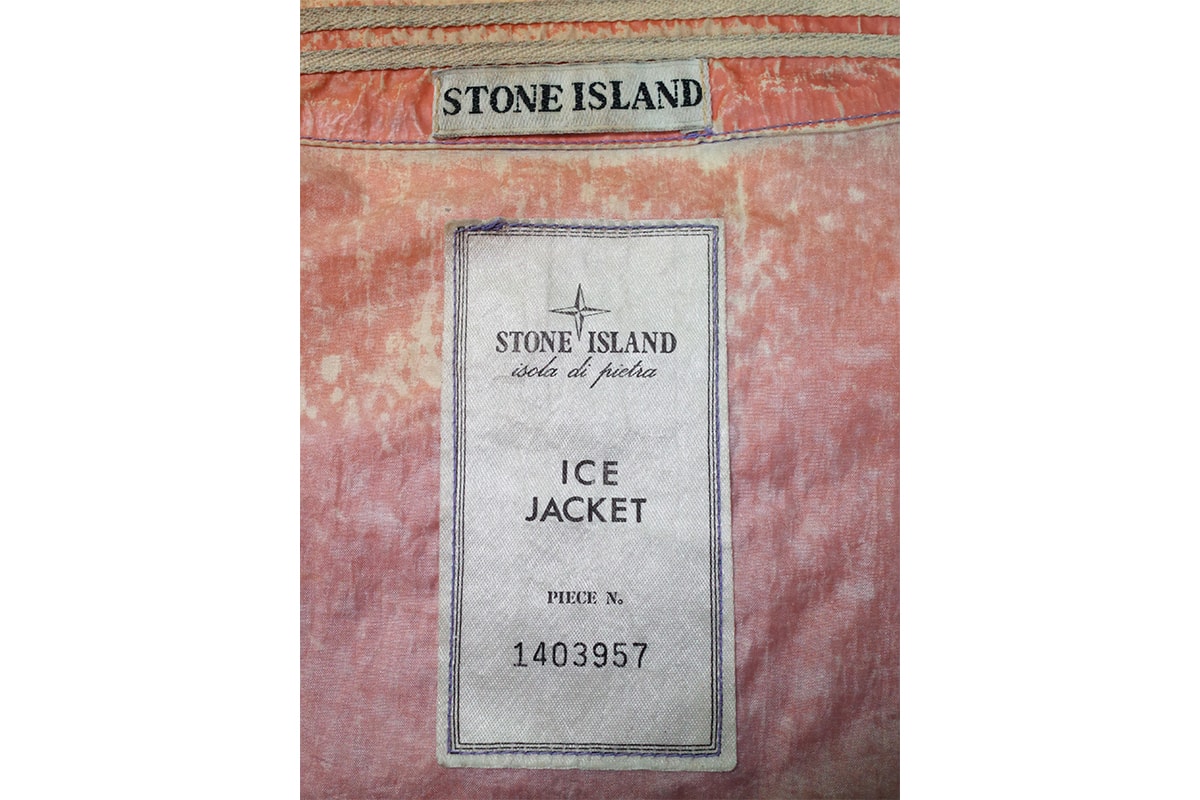 STONE ISLAND
STONE ISLAND
isola di pietra
ICE
JACKET
PIECE No
1403957